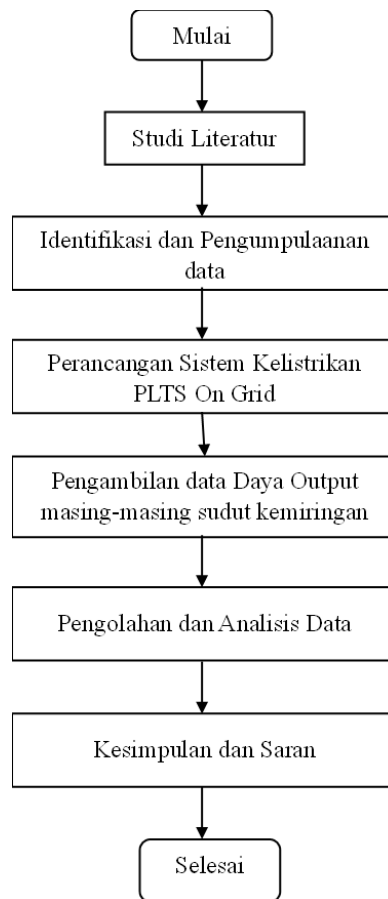 Mulai
Studi Literatur
Identifikasi dan Pengumpulaanan
data
Perancangan Sistem Kelistrikan
PLTS On Grid
Pengambilan data Daya Output
masing-masing sudut kemiringan
Pengolahan dan Analisis Data
Kesimpulan dan Saran
Selesai